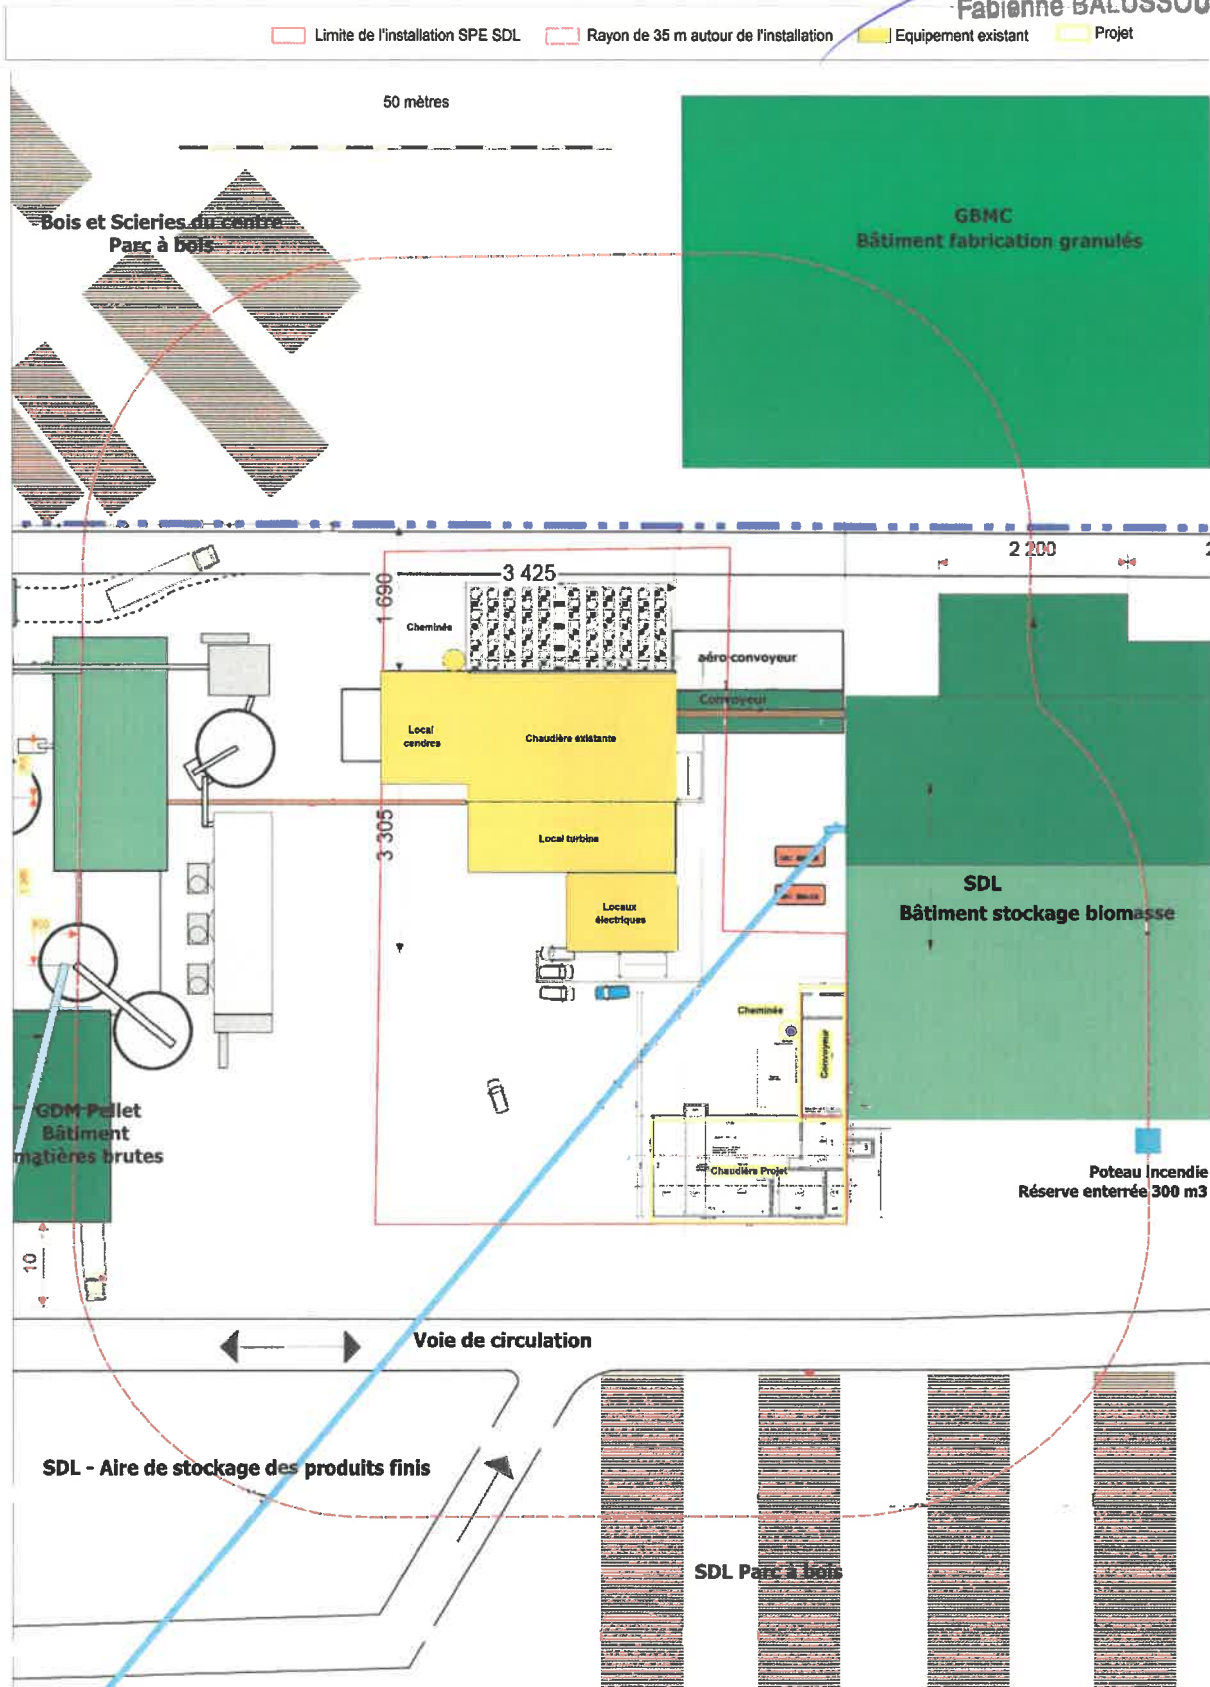 Fabienne BALUSSOU
Limite de l'installation SPE SDL
Rayon de 35 m autour de l'installation
Equipement existant
Projet
50 mètres
Bois et Scieries du centre
Parc à bois
GBMC
Bâtiment fabrication granulés
2 200
3 425
1 690
Cheminée
aéro convoyeur
Convoyeur
Local
cendres
Chaudière existante
3 305
Local turbine
Locaux
électriques
SDL
Bâtiment stockage biomasse
Cheminée
Convoyeur
GDM Pellet
Bâtiment
matières brutes
Chaudière Projet
Poteau Incendie
Réserve enterrée 300 m3
10
Voie de circulation
SDL - Aire de stockage des produits finis
SDL Parc à bois